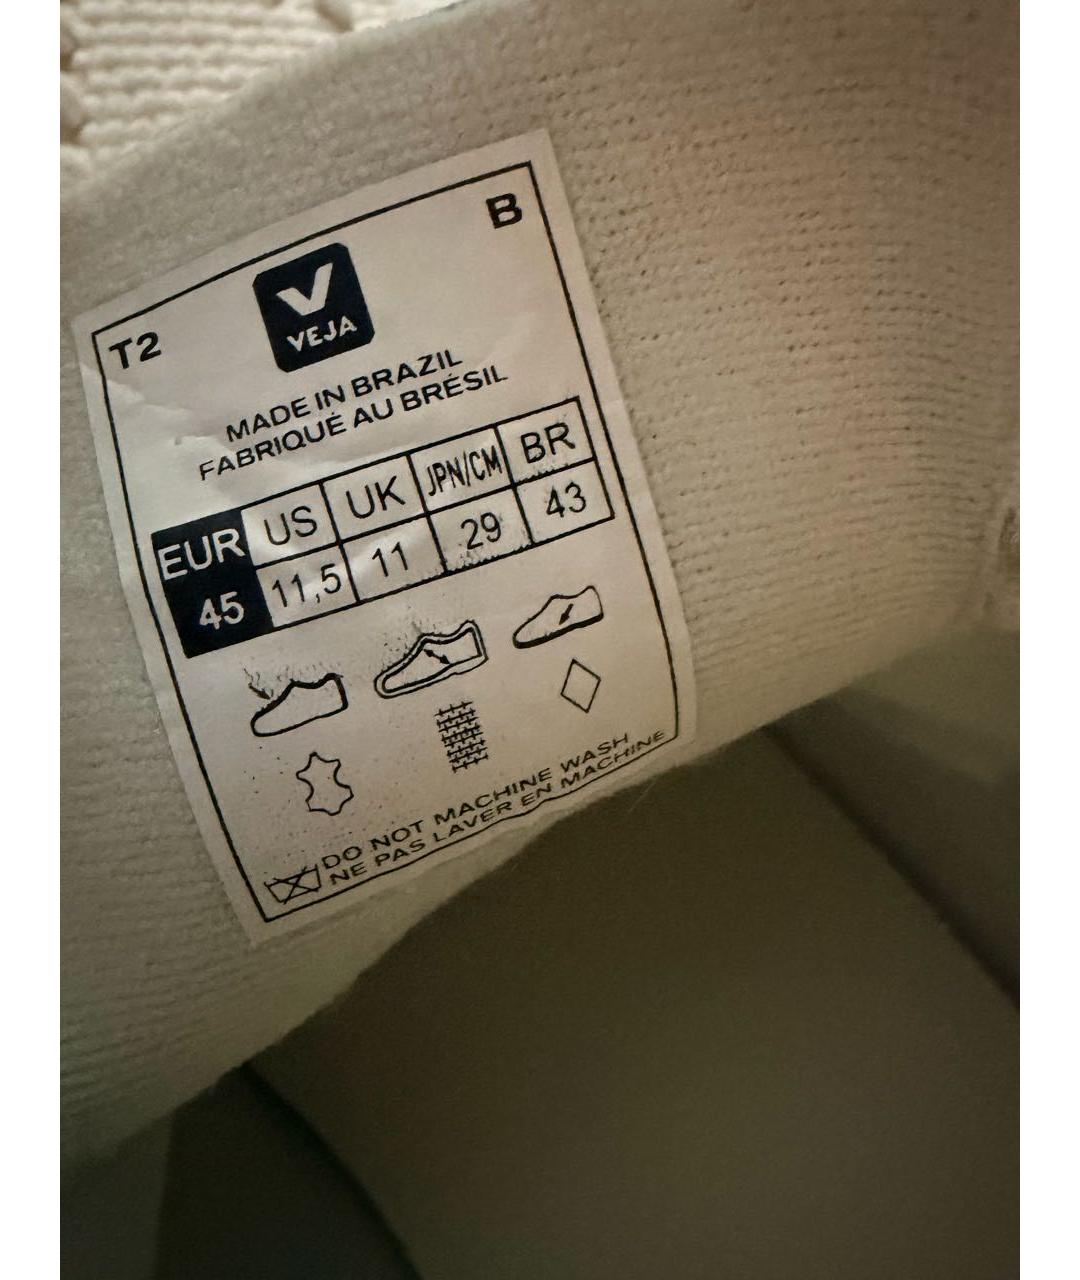 B
T2
VEJA
MADE IN BRAZIL
FABRIQUÉ AU BRÉSIL
EUR US UK JPN/CM BR
45 11,5 11 29 43
DO NOT MACHINE WASH
NE PAS LAVER EN MACHINE